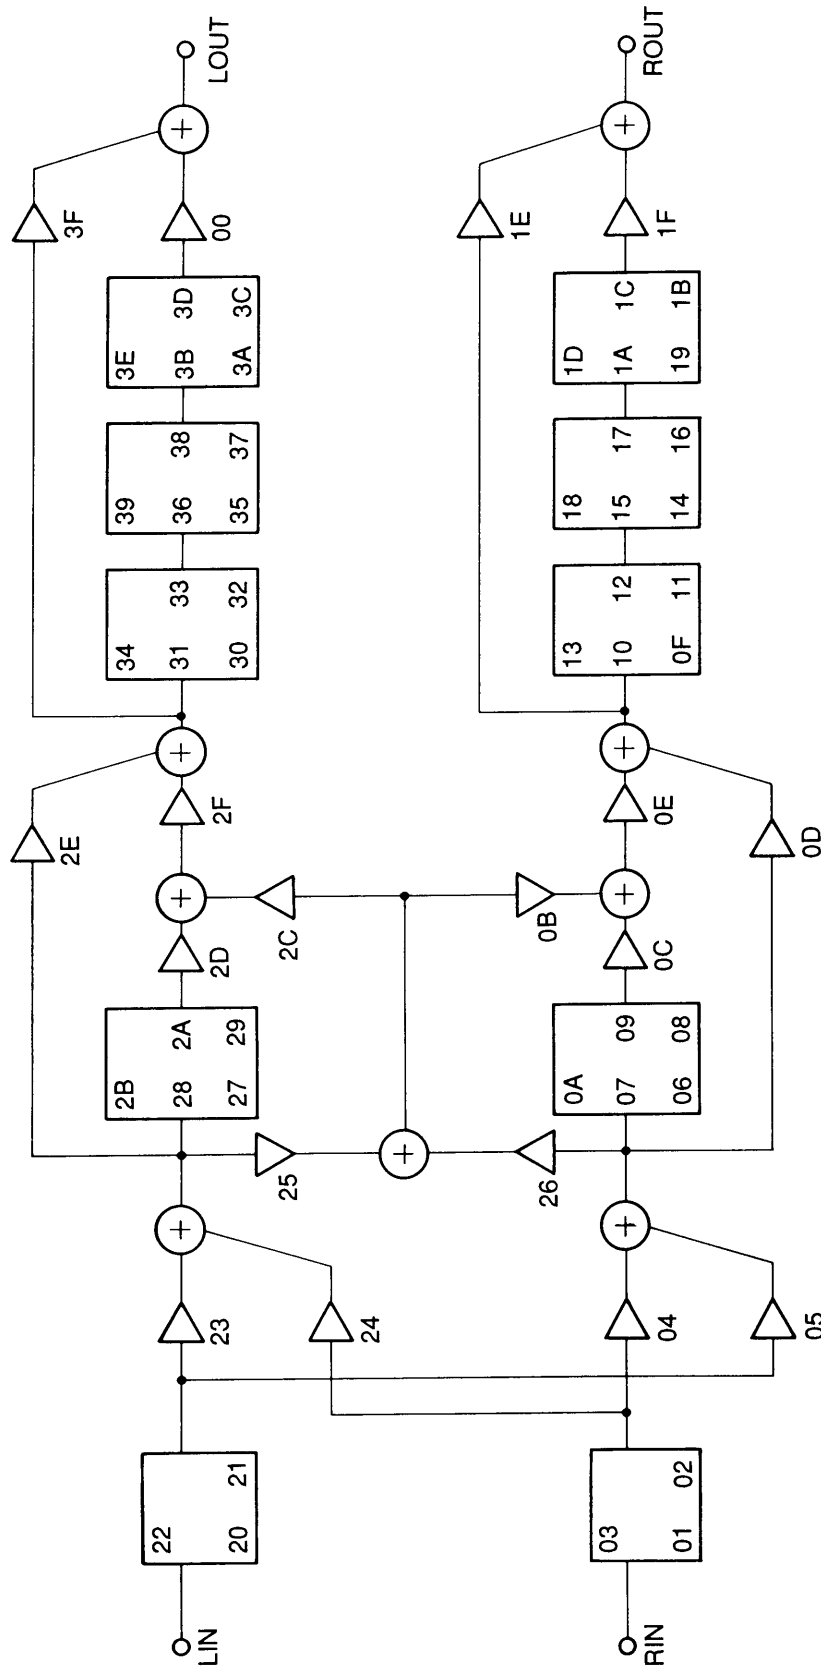 3F
2E
2B
34
39
3E
22
28 2A
31 33
36 38
3B 3D
LIN
23
2D
2F
00
LOUT
20 21
27 29
30 32
35 37
3A 3C
25
2C
24
1E
26
0B
0A
13
18
1D
03
07 09
10 12
15 17
1A 1C
RIN
04
0C
0E
1F
ROUT
01 02
06 08
0F 11
14 16
19 1B
05
0D